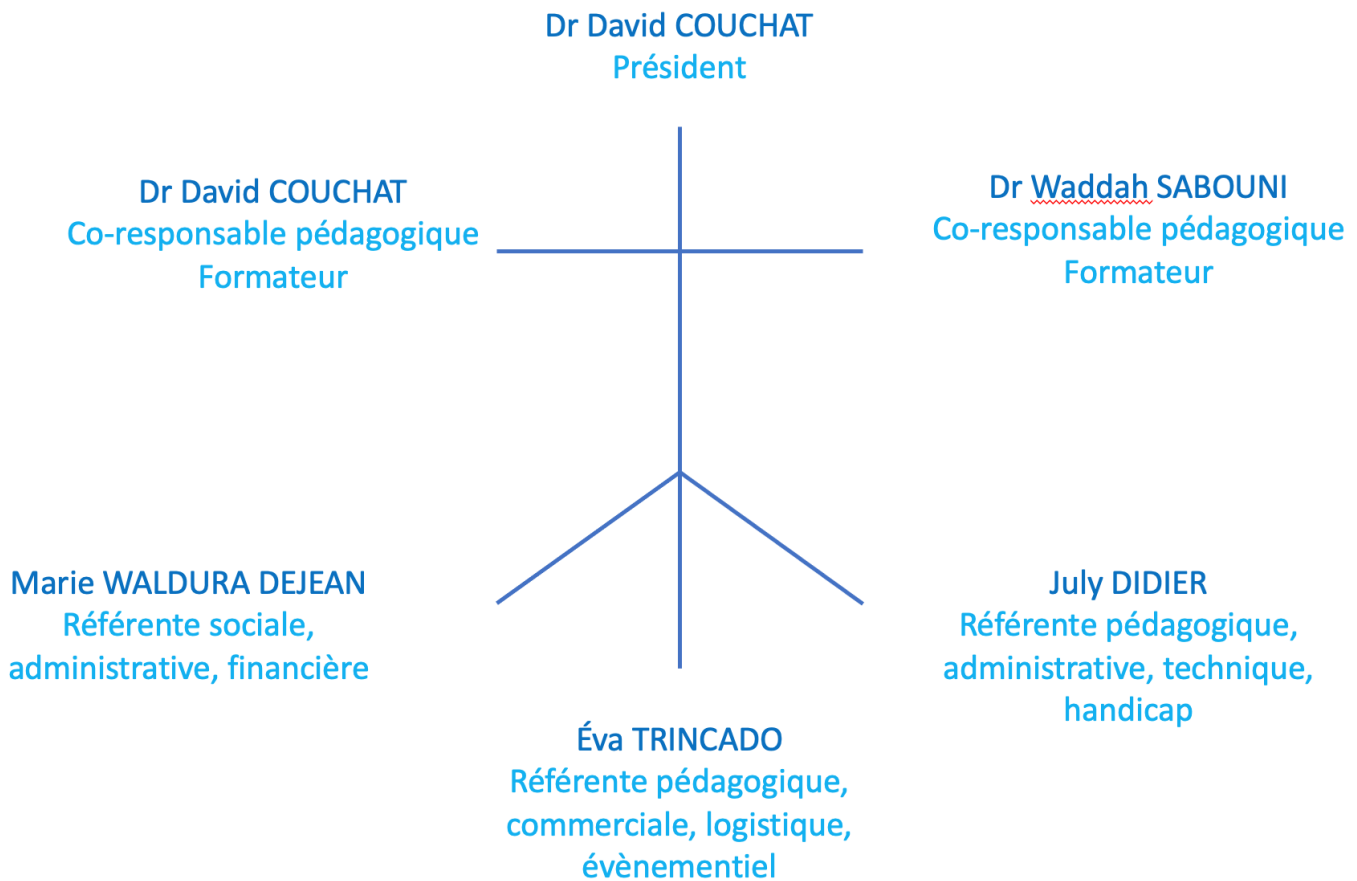 Dr David COUCHAT
Président
Dr David COUCHAT
Co-responsable pédagogique
Formateur
Dr Waddah SABOUNI
Co-responsable pédagogique
Formateur
Marie WALDURA DEJEAN
Référente sociale,
administrative, financière
July DIDIER
Référente pédagogique,
administrative, technique,
handicap
Éva TRINCADO
Référente pédagogique,
commerciale, logistique,
évènementiel